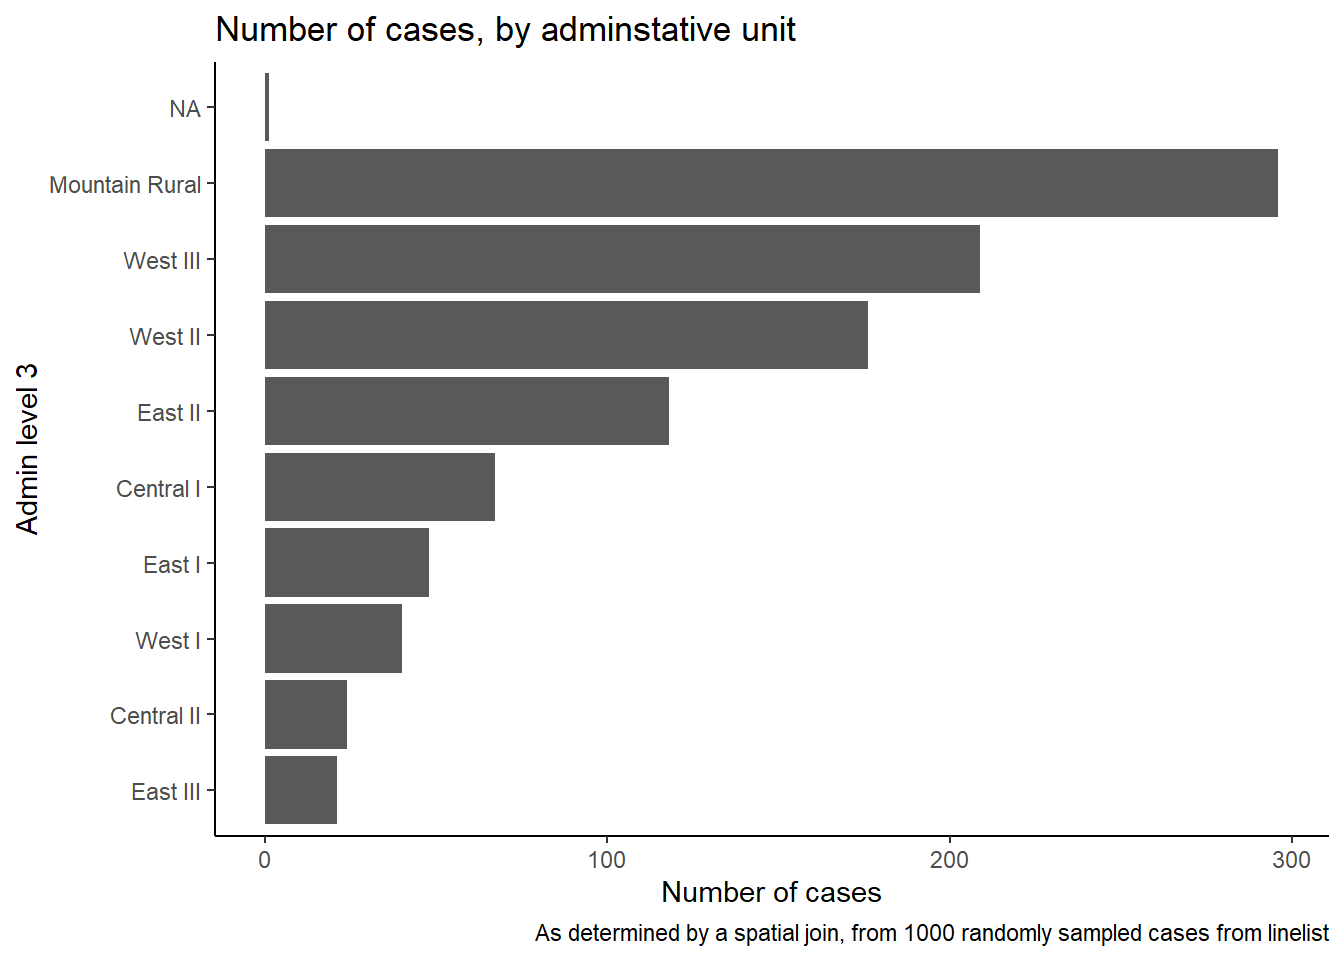 Number of cases, by adminstative unit
NA
Mountain Rural
West III
West II
East II
Central I
East I
West I
Central II
East III
Admin level 3
0 100 200 300
Number of cases
As determined by a spatial join, from 1000 randomly sampled cases from linelist